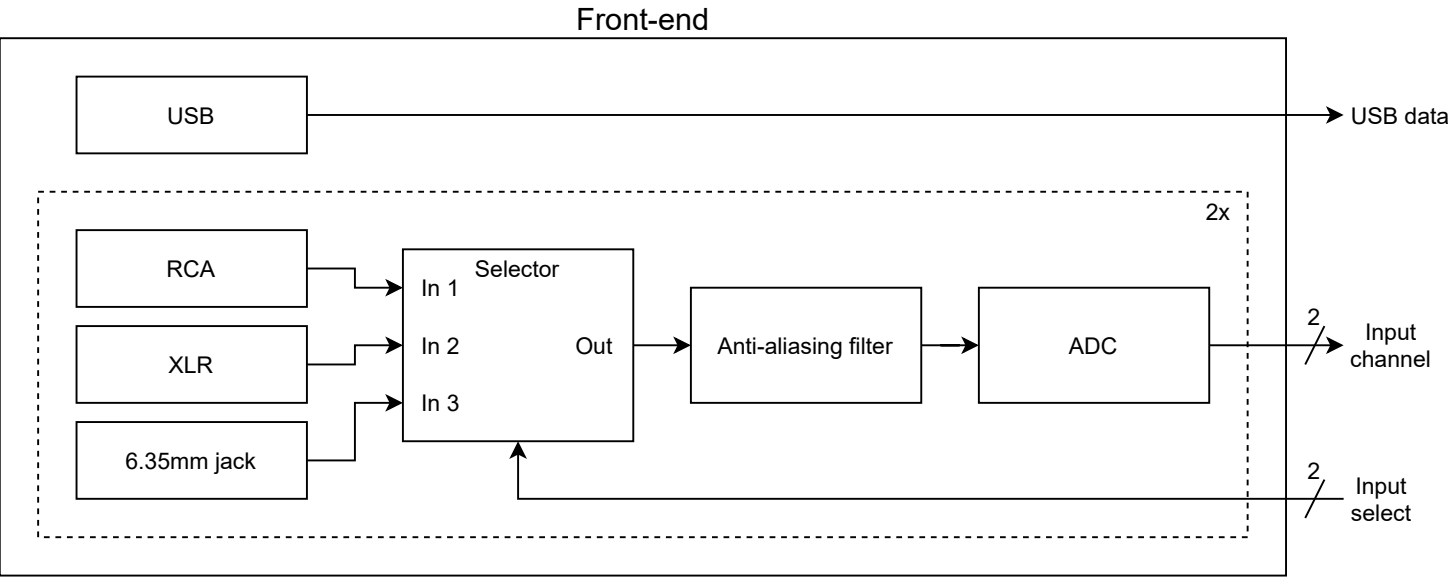 Front-end
USB
USB data
2x
RCA
Selector
In 1
XLR
In 2
Out
Anti-aliasing filter
ADC
2
Input
channel
In 3
6.35mm jack
2
Input
select